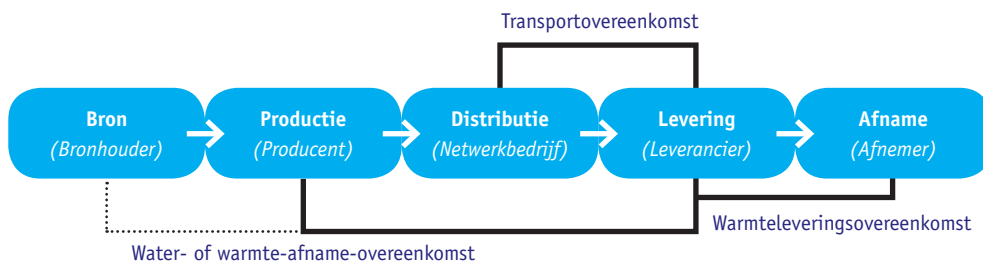 Transportovereenkomst
Bron
(Bronhouder)
Productie
(Producent)
Distributie
(Netwerkbedrijf)
Levering
(Leverancier)
Afname
(Afnemer)
Warmteleveringsovereenkomst
Water- of warmte-afname-overeenkomst